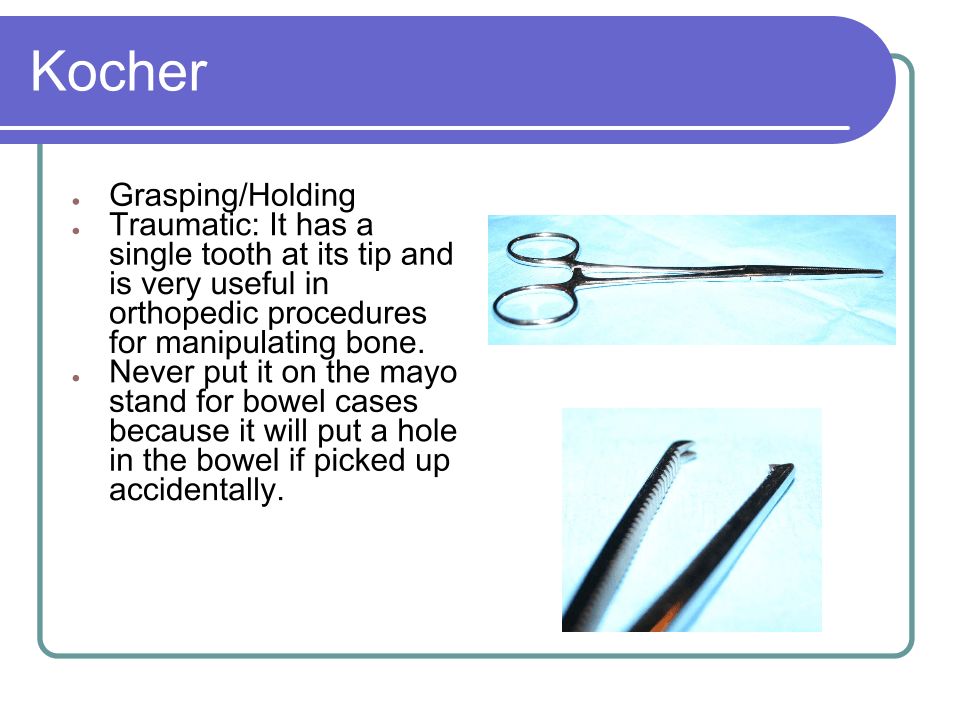 Kocher
● Grasping/Holding
● Traumatic: It has a
single tooth at its tip and
is very useful in
orthopedic procedures
for manipulating bone.
● Never put it on the mayo
stand for bowel cases
because it will put a hole
in the bowel if picked up
accidentally.